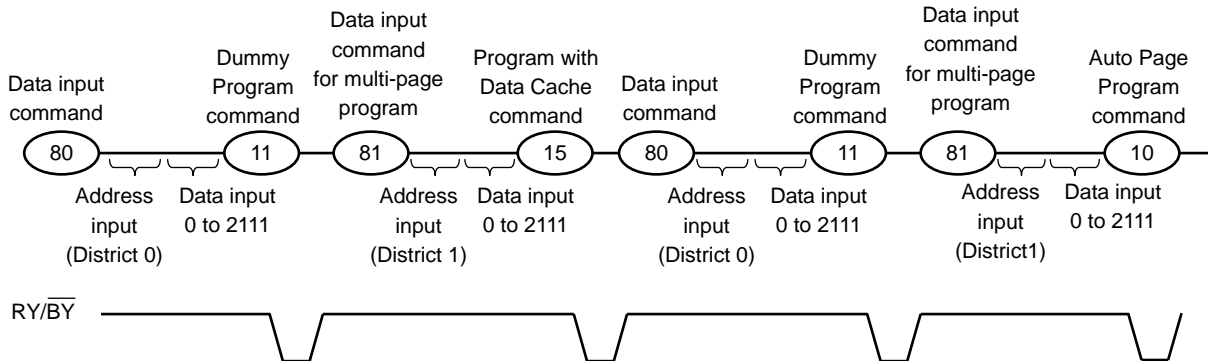 Data input
command
Dummy
Program
command
Data input
command
for multi-page
program
Program with
Data Cache
command
Data input
command
Dummy
Program
command
Data input
command
for multi-page
program
Auto Page
Program
command
80
11
81
15
80
11
81
10
Address
input
(District 0)
Data input
0 to 2111
Address
input
(District 1)
Data input
0 to 2111
Address
input
(District 0)
Data input
0 to 2111
Address
input
(District1)
Data input
0 to 2111
RY/BY